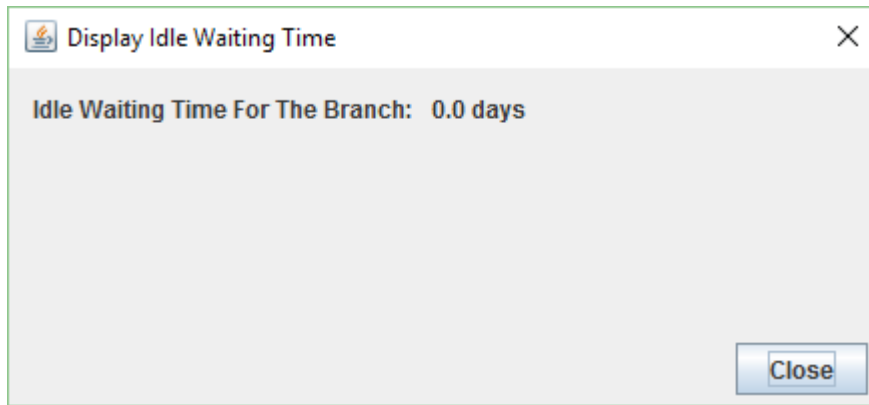 Display Idle Waiting Time
Idle Waiting Time For The Branch: 0.0 days
Close